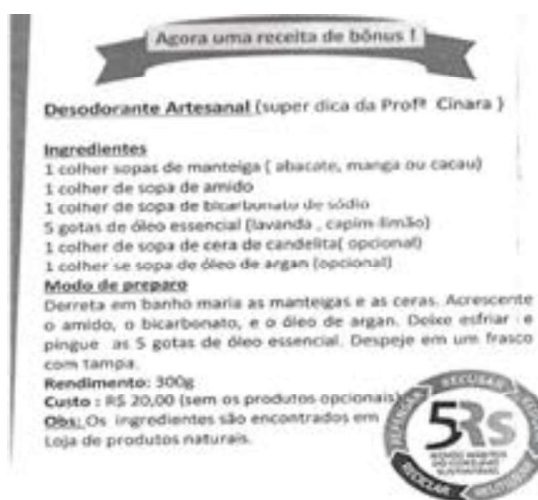 Agora uma receita de bônus !
Desodorante Artesanal (super dica da Profª Cinara )
Ingredientes
1 colher sopas de manteiga ( abacate, manga ou cacau)
1 colher de sopa de amido
1 colher de sopa de bicarbonato de sódio
5 gotas de óleo essencial (lavanda , capim-limão)
1 colher de sopa de cera de candelita( opcional)
1 colher se sopa de óleo de argan (opcional)
Modo de preparo
Derreta em banho maria as manteigas e as ceras. Acrescente
o amido, o bicarbonato, e o óleo de argan. Deixe esfriar e
pingue as 5 gotas de óleo essencial. Despeje em um frasco
com tampa.
Rendimento: 300g
Custo : R$ 20,00 (sem os produtos opcionais)
Obs: Os ingredientes são encontrados em
Loja de produtos naturais.
RECUSAR
REPENSAR
5Rs
DO CONSUMO
RECICLAR
REUTILIZAR